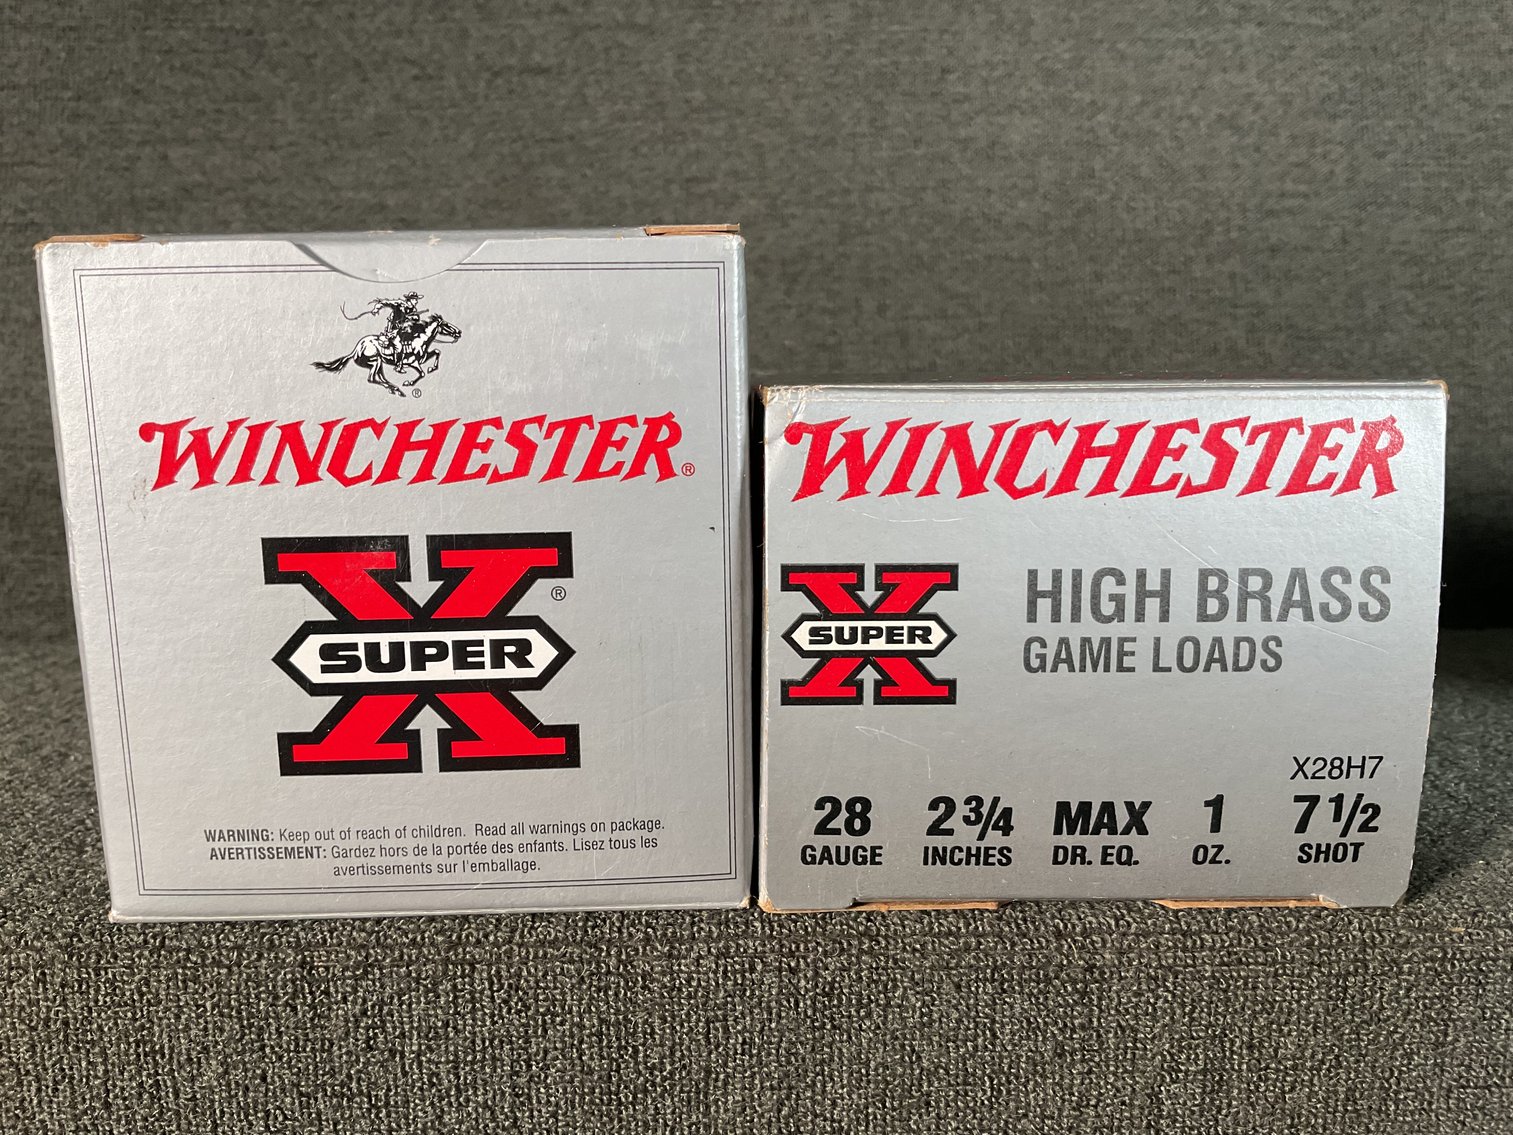 WINCHESTER®
SUPER X®
WARNING: Keep out of reach of children. Read all warnings on package.
AVERTISSEMENT: Gardez hors de la portée des enfants. Lisez tous les
avertissements sur l'emballage.
WINCHESTER
SUPER X
HIGH BRASS
GAME LOADS
X28H7
28 2 3/4 MAX 1 7 1/2
GAUGE INCHES DR. EQ. OZ. SHOT